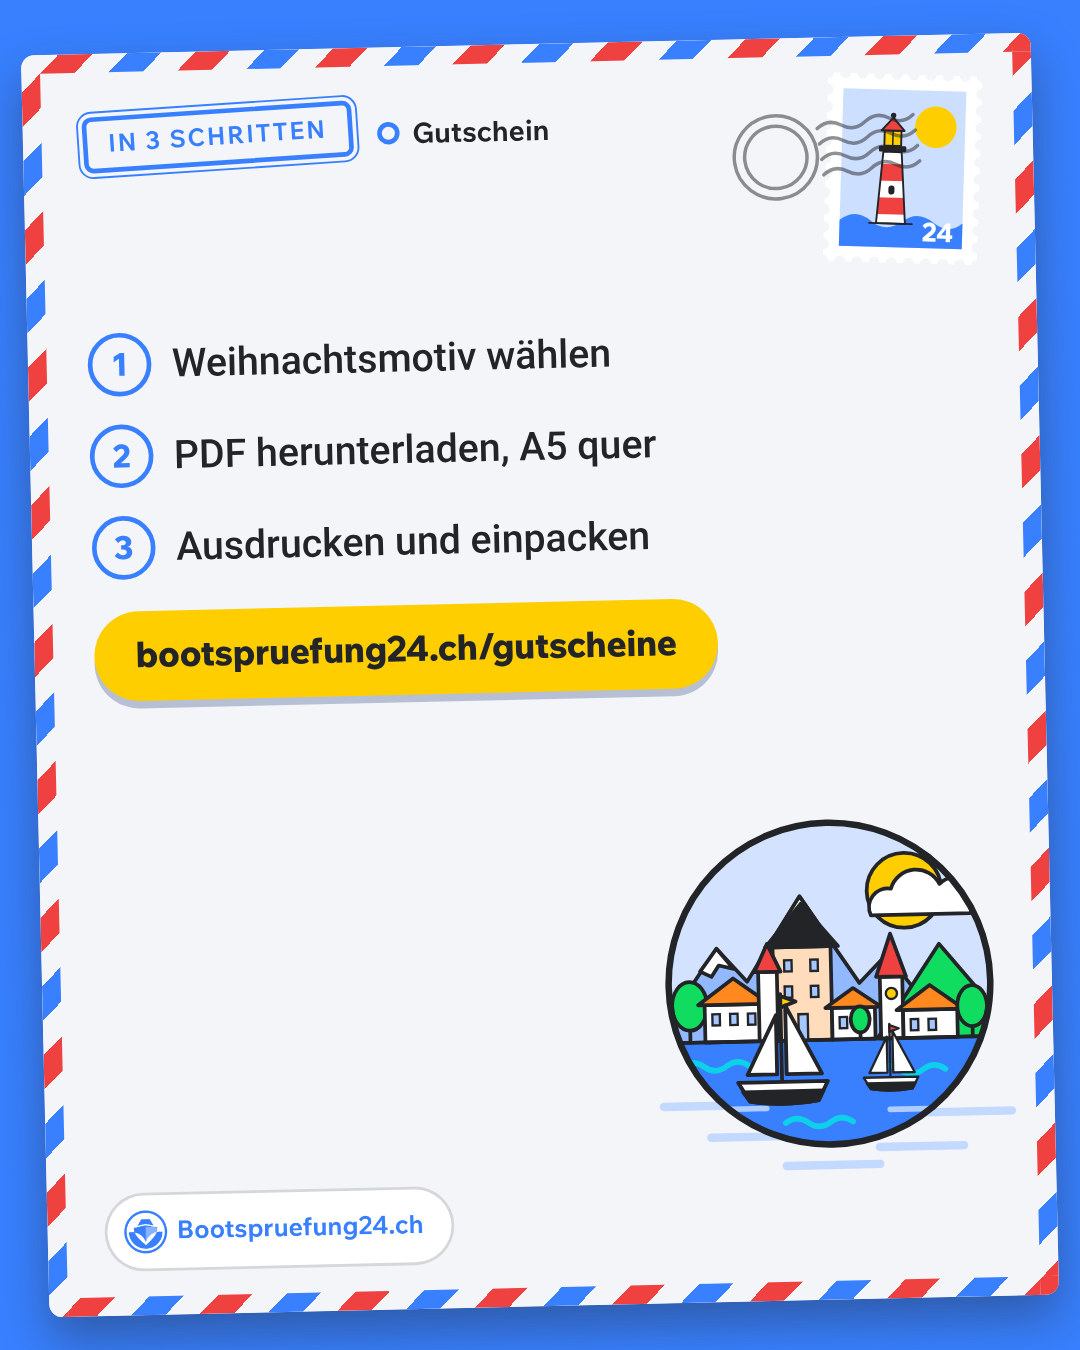 IN 3 SCHRITTEN
Gutschein
24
1 Weihnachtsmotiv wählen
2 PDF herunterladen, A5 quer
3 Ausdrucken und einpacken
bootspruefung24.ch/gutscheine
Bootspruefung24.ch